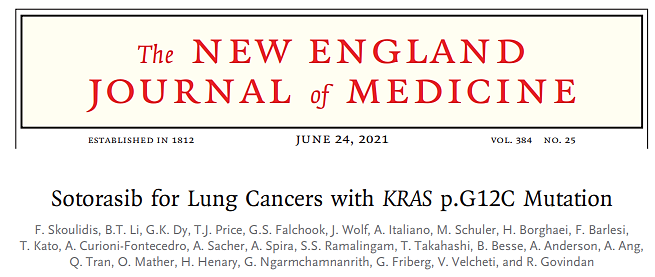 The NEW ENGLAND
JOURNAL of MEDICINE
ESTABLISHED IN 1812 JUNE 24, 2021 VOL. 384 NO. 25
Sotorasib for Lung Cancers with KRAS p.G12C Mutation
F. Skoulidis, B.T. Li, G.K. Dy, T.J. Price, G.S. Falchook, J. Wolf, A. Italiano, M. Schuler, H. Borghaei, F. Barlesi,
T. Kato, A. Curioni-Fontecedro, A. Sacher, A. Spira, S.S. Ramalingam, T. Takahashi, B. Besse, A. Anderson, A. Ang,
Q. Tran, O. Mather, H. Henary, G. Ngarmchamnanrith, G. Friberg, V. Velcheti, and R. Govindan